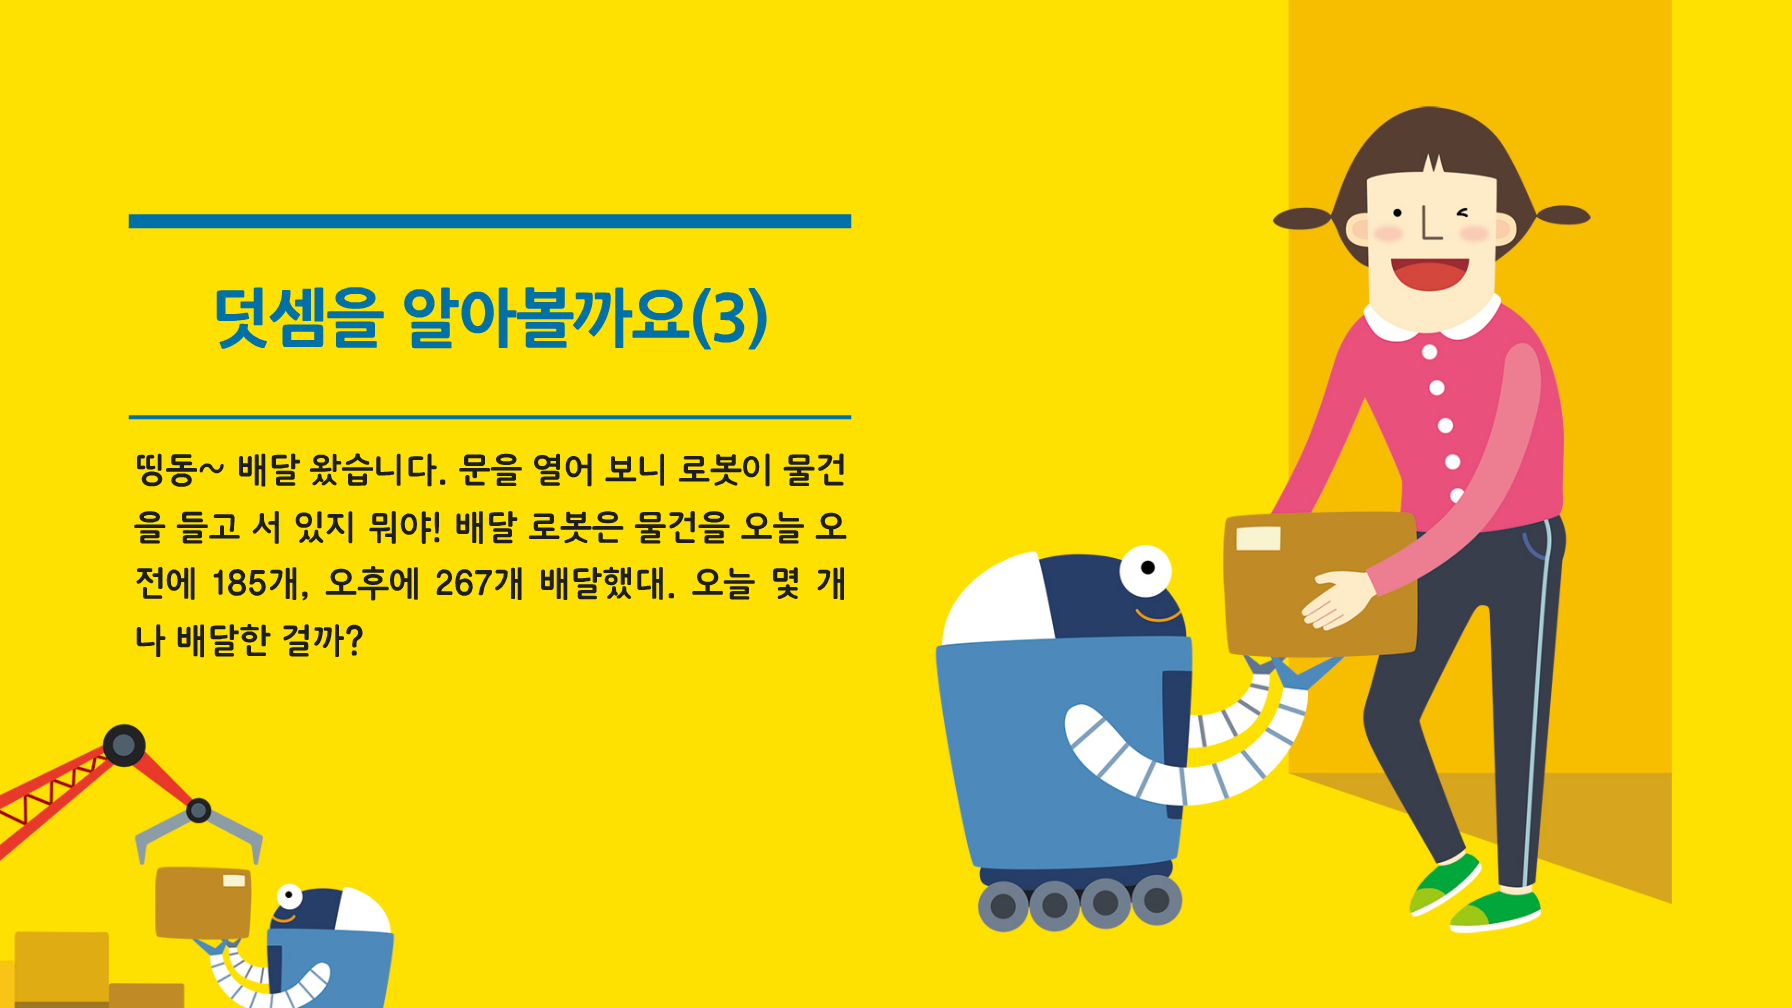 덧셈을 알아볼까요(3)
띵동~ 배달 왔습니다. 문을 열어 보니 로봇이 물건
을 들고 서 있지 뭐야! 배달 로봇은 물건을 오늘 오
전에 185개, 오후에 267개 배달했대. 오늘 몇 개
나 배달한 걸까?